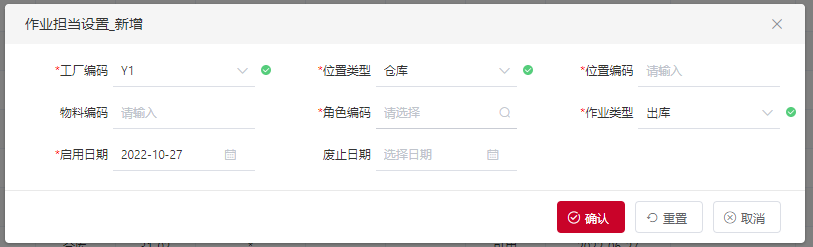 作业担当设置_新增
*工厂编码 Y1 *位置类型 仓库 *位置编码 请输入
物料编码 请输入 *角色编码 请选择 *作业类型 出库
*启用日期 2022-10-27 废止日期 选择日期
确认 重置 取消